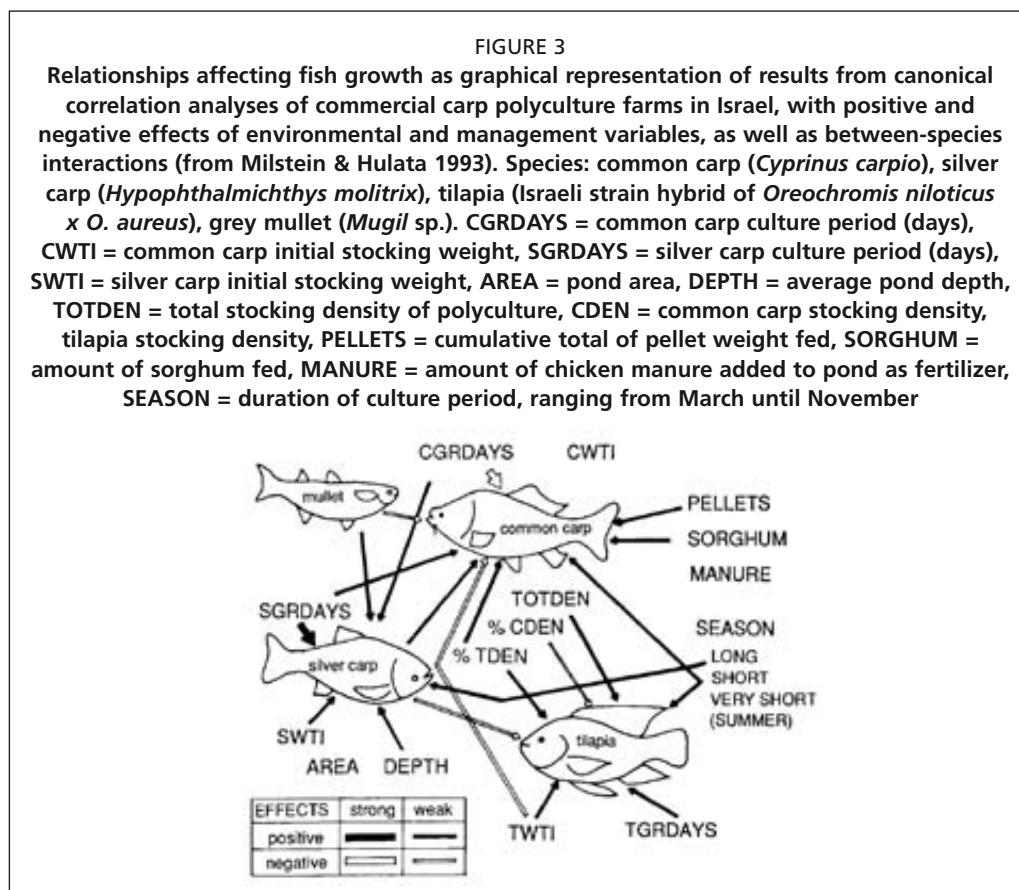 FIGURE 3
Relationships affecting fish growth as graphical representation of results from canonical
correlation analyses of commercial carp polyculture farms in Israel, with positive and
negative effects of environmental and management variables, as well as between-species
interactions (from Milstein & Hulata 1993). Species: common carp (Cyprinus carpio), silver
carp (Hypophthalmichthys molitrix), tilapia (Israeli strain hybrid of Oreochromis niloticus
x O. aureus), grey mullet (Mugil sp.). CGRDAYS = common carp culture period (days),
CWTI = common carp initial stocking weight, SGRDAYS = silver carp culture period (days),
SWTI = silver carp initial stocking weight, AREA = pond area, DEPTH = average pond depth,
TOTDEN = total stocking density of polyculture, CDEN = common carp stocking density,
tilapia stocking density, PELLETS = cumulative total of pellet weight fed, SORGHUM =
amount of sorghum fed, MANURE = amount of chicken manure added to pond as fertilizer,
SEASON = duration of culture period, ranging from March until November
CGRDAYS CWTI
mullet
common carp
PELLETS
SORGHUM
MANURE
SGRDAYS
TOTDEN
% CDEN
% TDEN
SEASON
LONG
SHORT
VERY SHORT
(SUMMER)
silver carp
tilapia
SWTI
AREA DEPTH
TWTI
TGRDAYS
EFFECTS strong weak
positive
negative